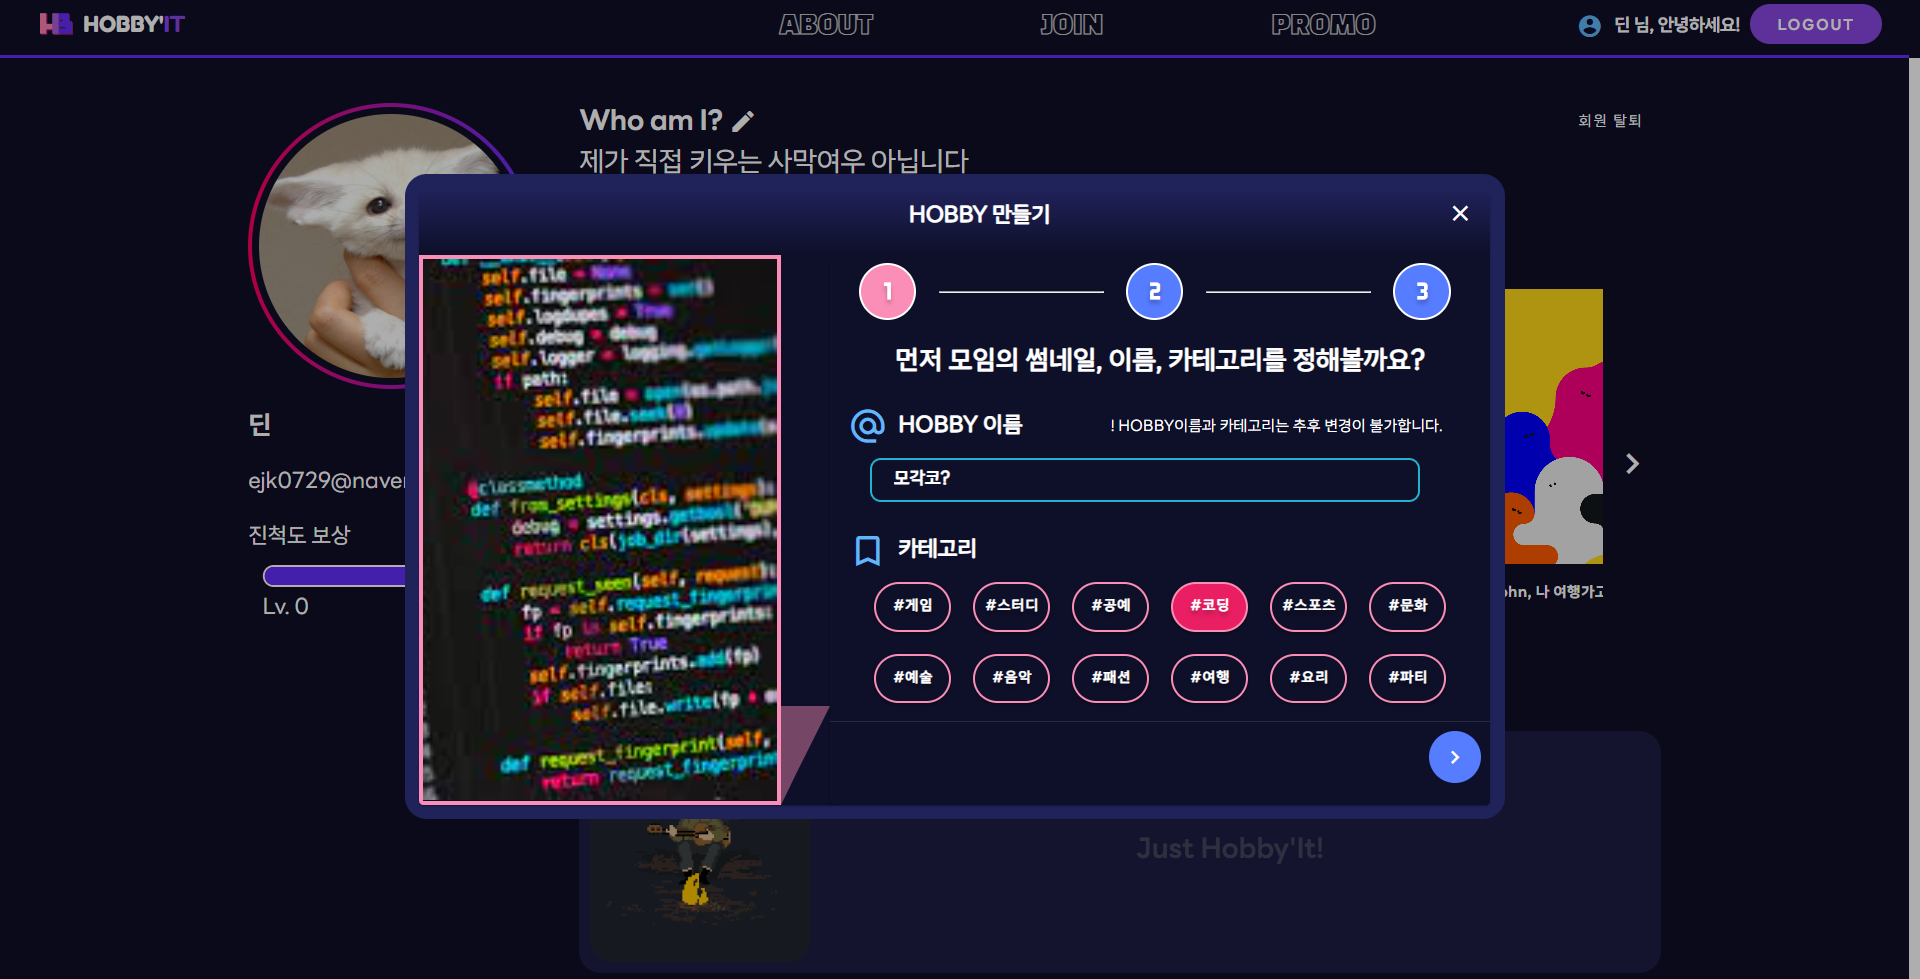 HOBBY'IT
ABOUT
JOIN
PROMO
딘 님, 안녕하세요!
LOGOUT
Who am I?
회원 탈퇴
제가 직접 키우는 사막여우 아닙니다
딘
ejk0729@naver
진척도 보상
Lv. 0
HOBBY 만들기
1
2
3
먼저 모임의 썸네일, 이름, 카테고리를 정해볼까요?
HOBBY 이름
! HOBBY이름과 카테고리는 추후 변경이 불가합니다.
모각코?
카테고리
#게임
#스터디
#공예
#코딩
#스포츠
#문화
#예술
#음악
#패션
#여행
#요리
#파티
self.file = None
self.fingerprints = set()
self.logdupes = True
self.debug = debug
self.logger = logging.getLogger
if path:
self.file = open(os.path.
self.file.seek(0)
self.fingerprints.update(
@classmethod
def from_settings(cls, settings):
debug = settings.getbool(
return cls(job_dir(settings),
def request_seen(self, request):
fp = self.request_fingerprin
if fp in self.fingerprints:
return True
self.fingerprints.add(fp)
if self.file:
self.file.write(fp +
def request_fingerprint(self,
return request_fingerprin
ohn, 나 여행가고
Just Hobby'It!